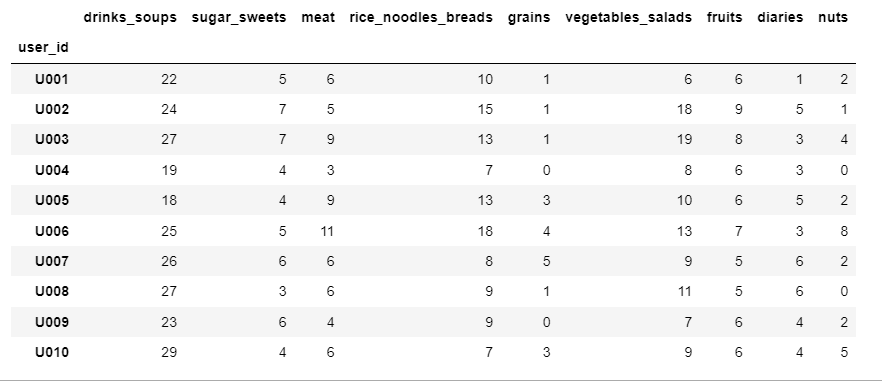 drinks_soups sugar_sweets meat rice_noodles_breads grains vegetables_salads fruits diaries nuts
user_id
U001 22 5 6 10 1 6 6 1 2
U002 24 7 5 15 1 18 9 5 1
U003 27 7 9 13 1 19 8 3 4
U004 19 4 3 7 0 8 6 3 0
U005 18 4 9 13 3 10 6 5 2
U006 25 5 11 18 4 13 7 3 8
U007 26 6 6 8 5 9 5 6 2
U008 27 3 6 9 1 11 5 6 0
U009 23 6 4 9 0 7 6 4 2
U010 29 4 6 7 3 9 6 4 5